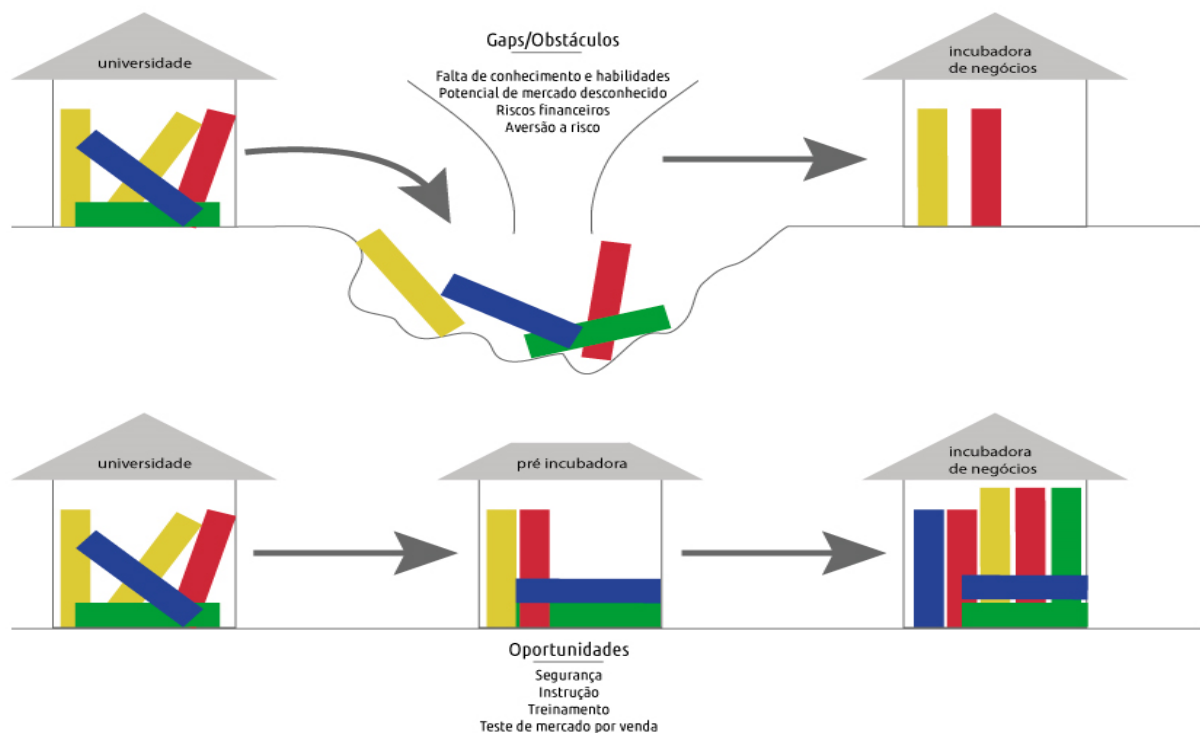 universidade
Gaps/Obstáculos
Falta de conhecimento e habilidades
Potencial de mercado desconhecido
Riscos financeiros
Aversão a risco
incubadora
de negócios
universidade
pré incubadora
incubadora
de negócios
Oportunidades
Segurança
Instrução
Treinamento
Teste de mercado por venda